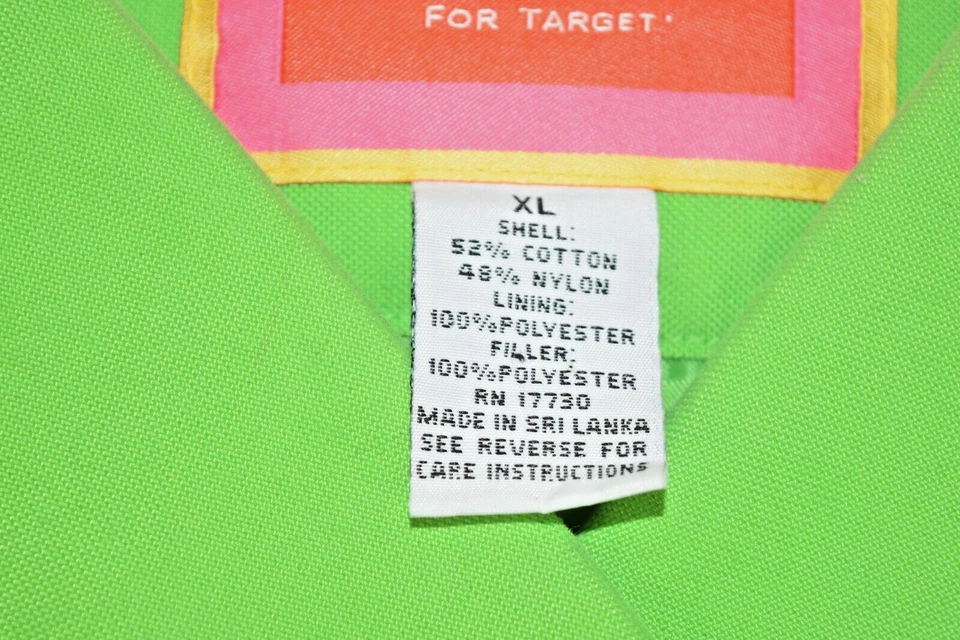 FOR TARGET
XL
SHELL:
52% COTTON
48% NYLON
LINING:
100%POLYESTER
FILLER:
100%POLYESTER
RN 17730
MADE IN SRI LANKA
SEE REVERSE FOR
CARE INSTRUCTIONS